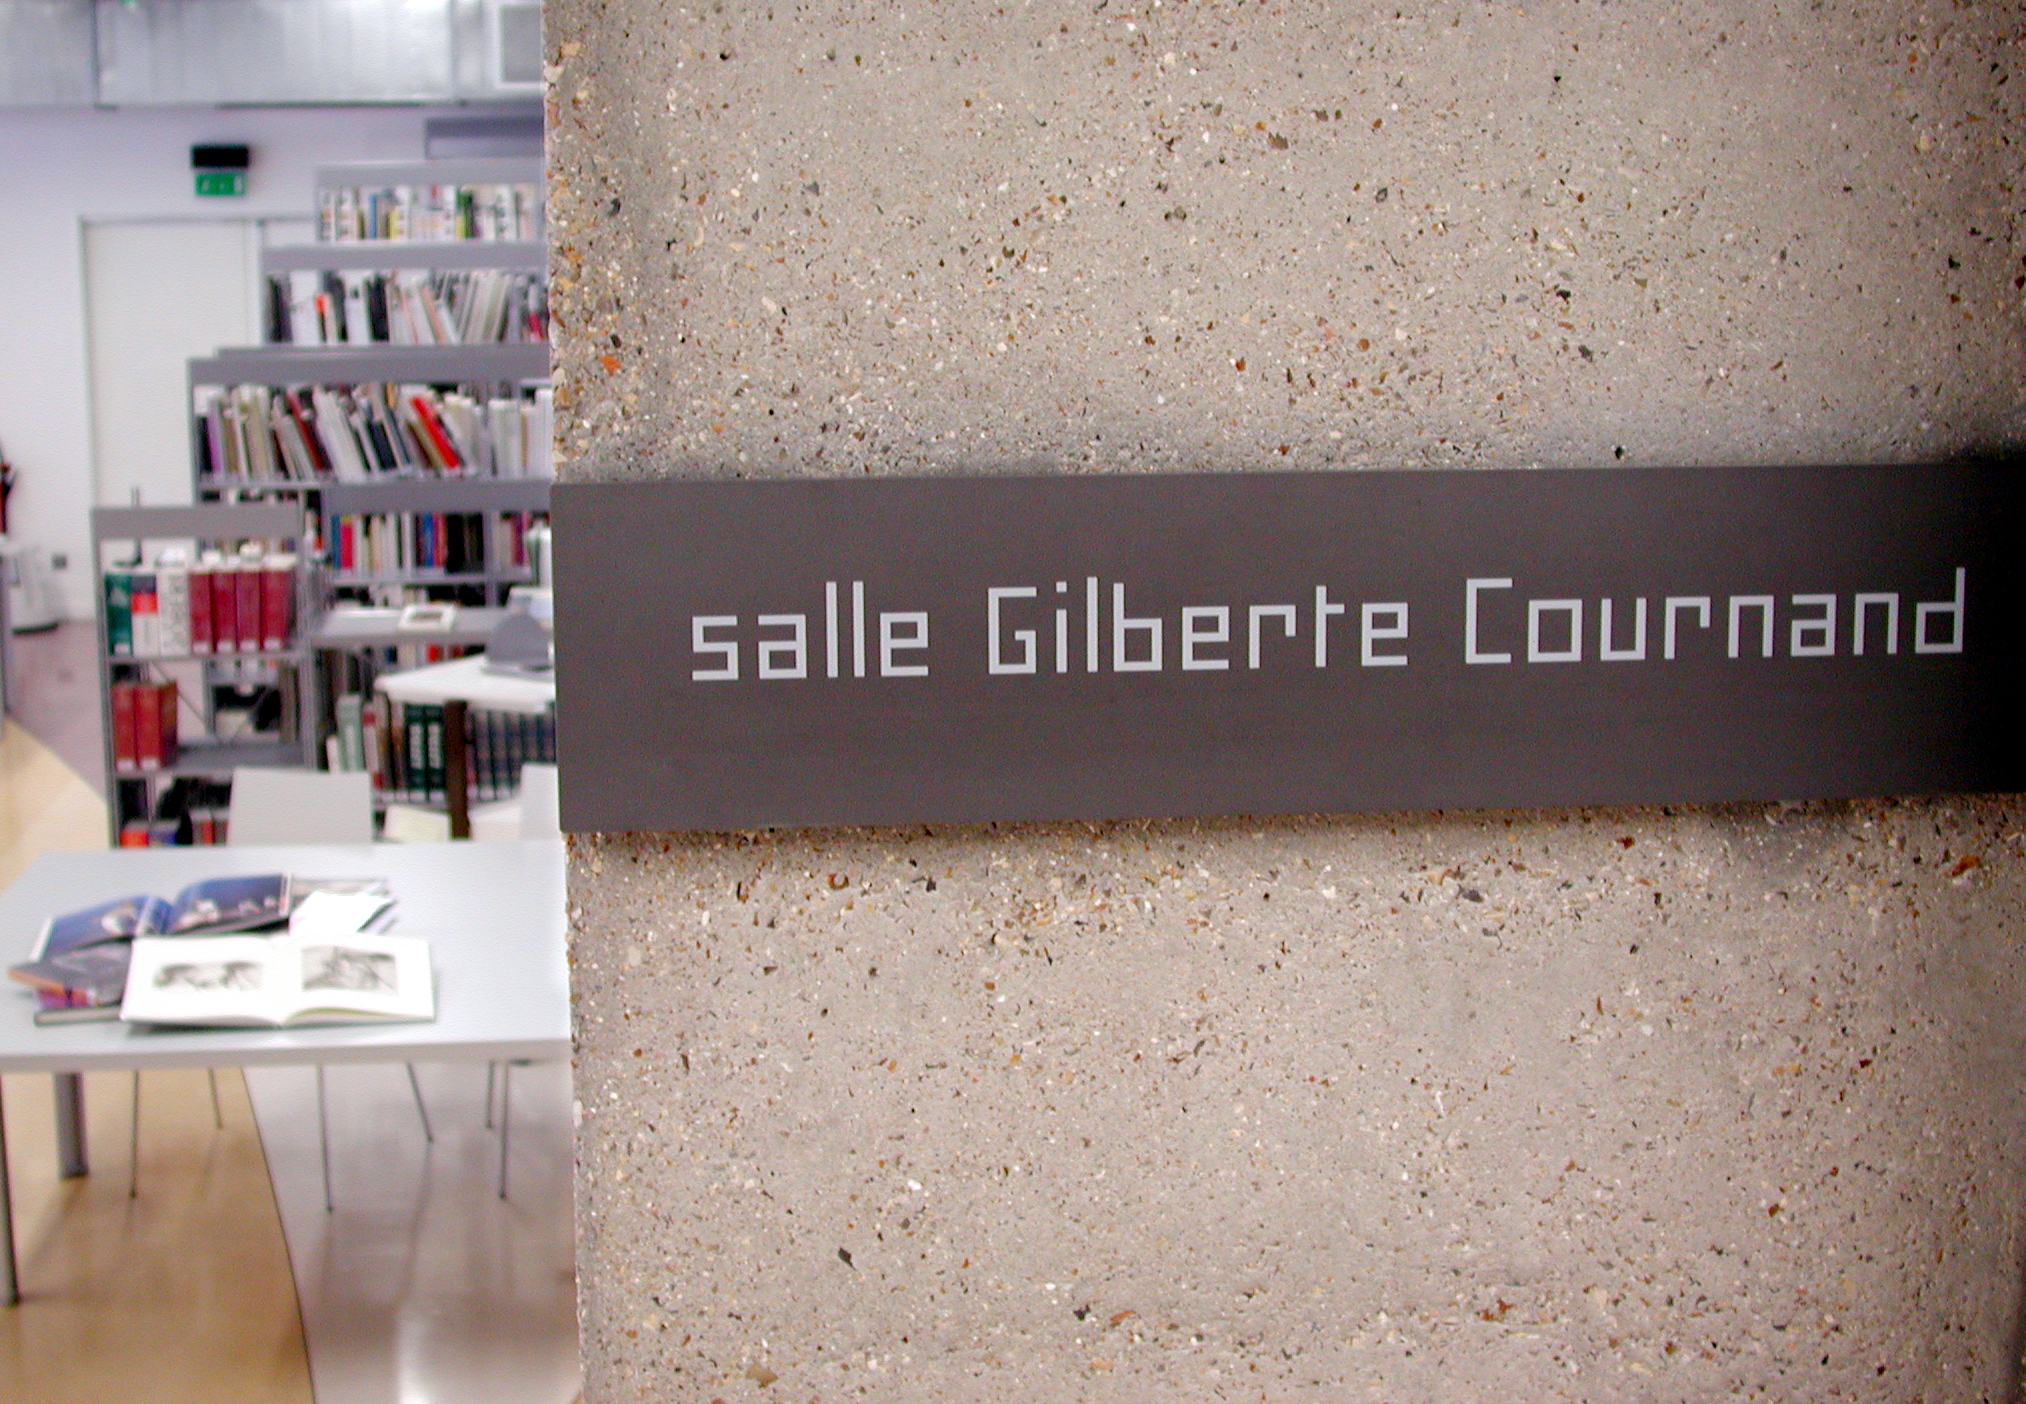 salle Gilberte Cournand